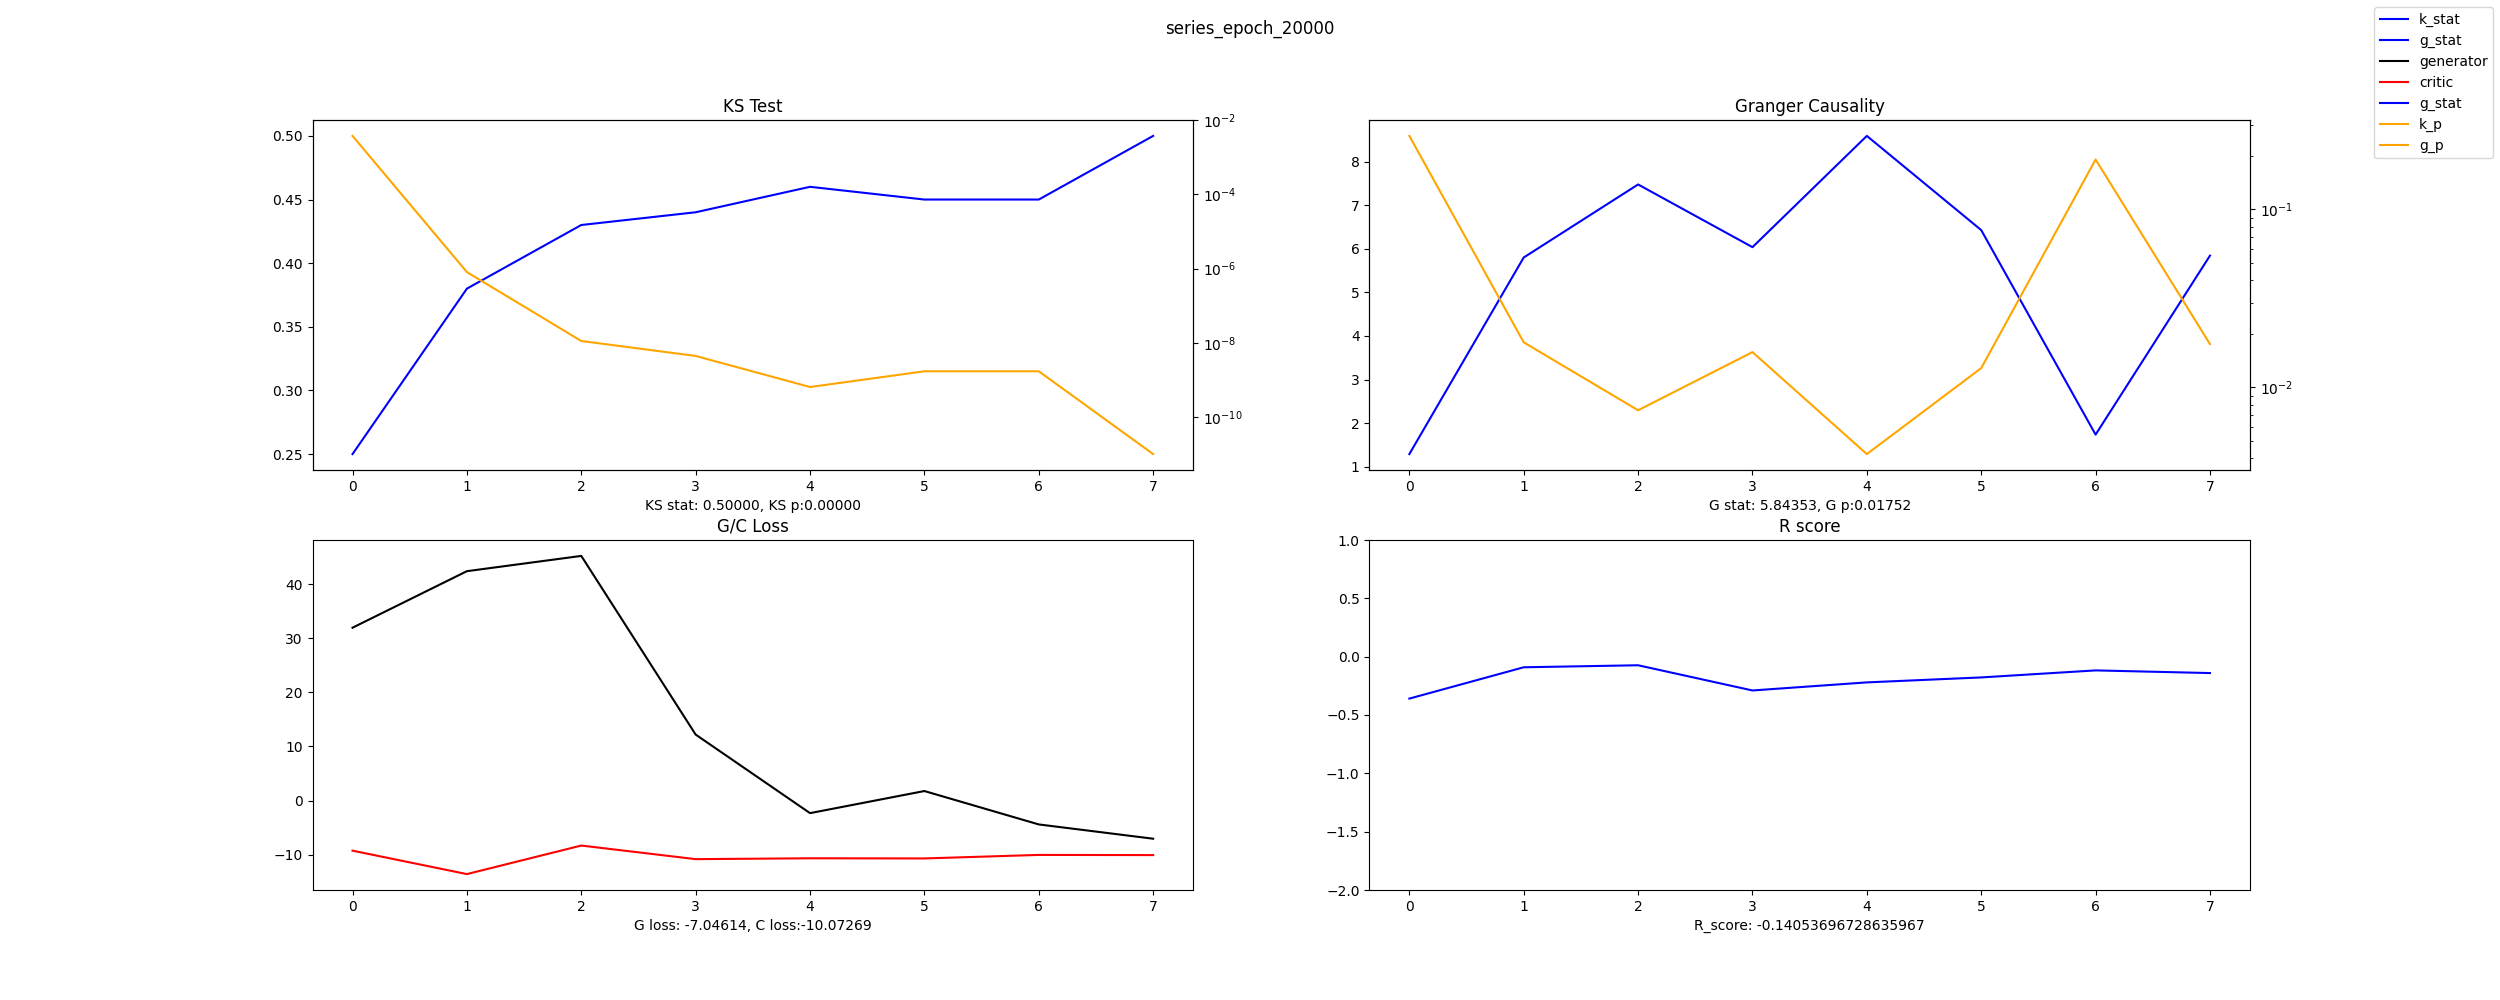 series_epoch_20000
k_stat
g_stat
generator
critic
g_stat
k_p
g_p
KS Test
0.50
0.45
0.40
0.35
0.30
0.25
10⁻²
10⁻⁴
10⁻⁶
10⁻⁸
10⁻¹⁰
0 1 2 3 4 5 6 7
KS stat: 0.50000, KS p:0.00000
Granger Causality
8
7
6
5
4
3
2
1
10⁻¹
10⁻²
0 1 2 3 4 5 6 7
G stat: 5.84353, G p:0.01752
G/C Loss
40
30
20
10
0
−10
0 1 2 3 4 5 6 7
G loss: -7.04614, C loss:-10.07269
R score
1.0
0.5
0.0
−0.5
−1.0
−1.5
−2.0
0 1 2 3 4 5 6 7
R_score: -0.14053696728635967